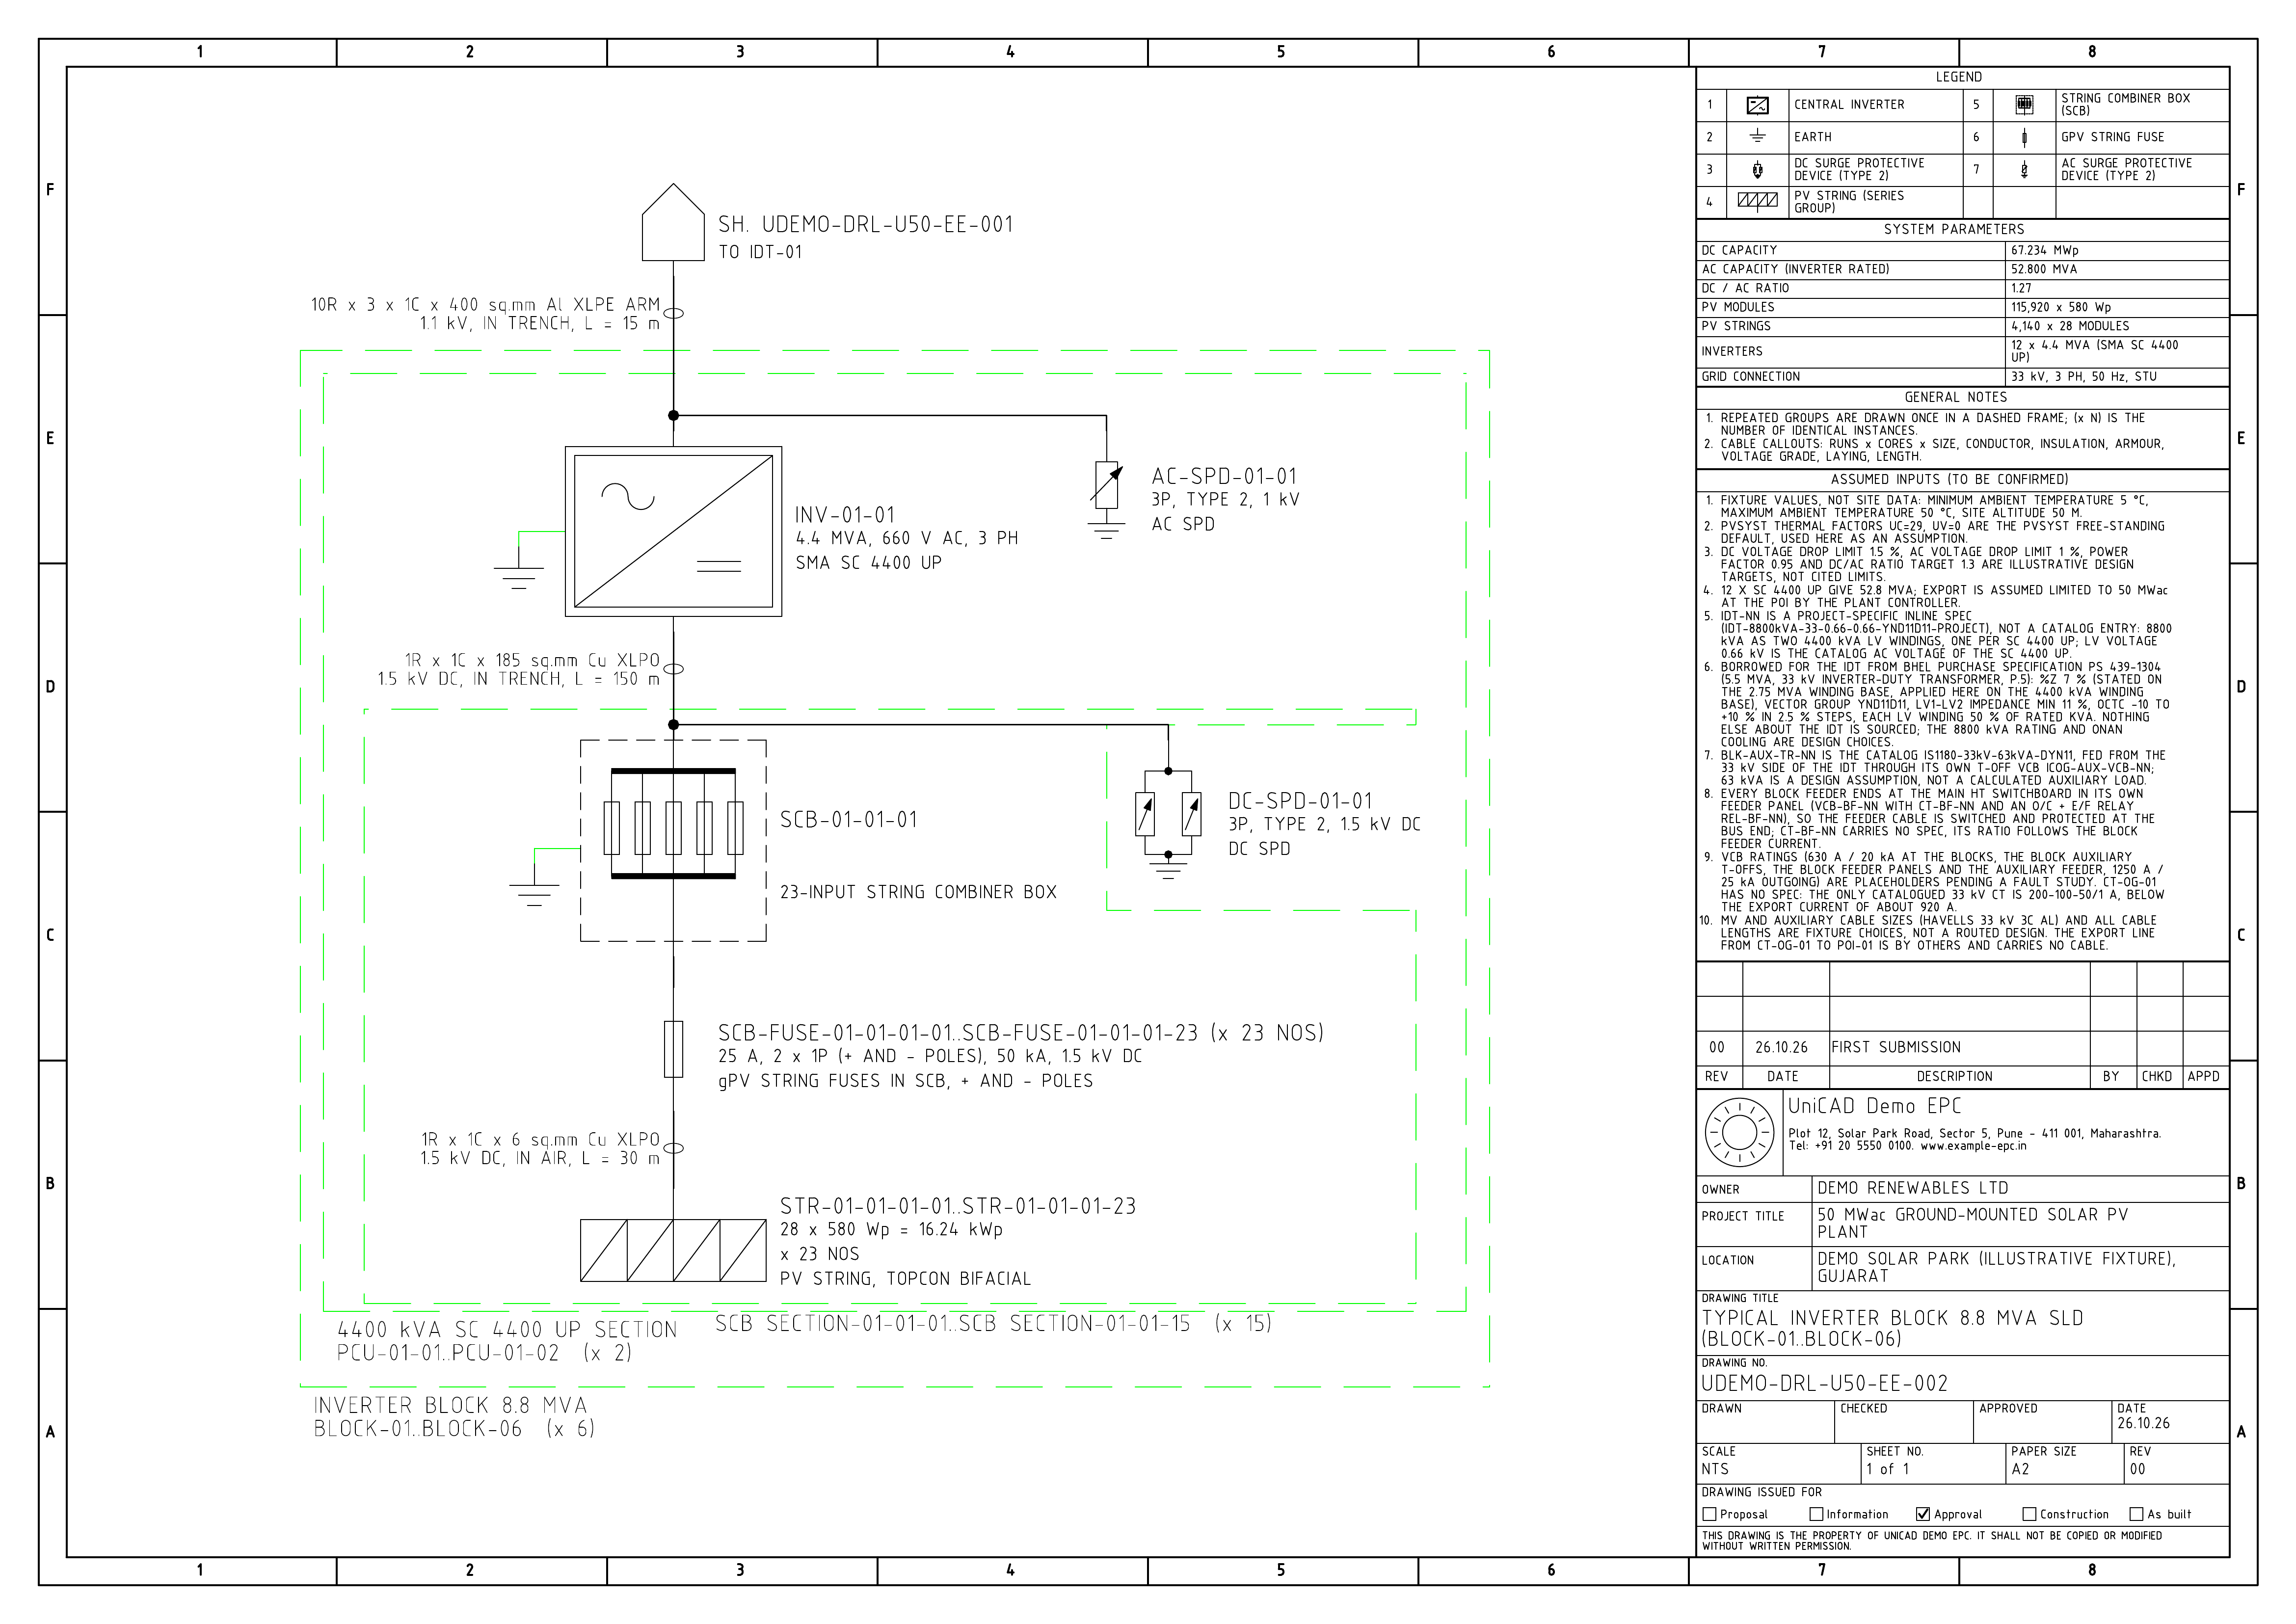 1 2 3 4 5 6 7 8
F
E
D
C
B
A
SH. UDEMO-DRL-U50-EE-001
TO IDT-01
10R x 3 x 1C x 400 sq.mm Al XLPE ARM
1.1 kV, IN TRENCH, L = 15 m
AC-SPD-01-01
3P, TYPE 2, 1 kV
AC SPD
INV-01-01
4.4 MVA, 660 V AC, 3 PH
SMA SC 4400 UP
1R x 1C x 185 sq.mm Cu XLPO
1.5 kV DC, IN TRENCH, L = 150 m
DC-SPD-01-01
3P, TYPE 2, 1.5 kV DC
DC SPD
SCB-01-01-01
23-INPUT STRING COMBINER BOX
SCB-FUSE-01-01-01-01..SCB-FUSE-01-01-01-23 (x 23 NOS)
25 A, 2 x 1P (+ AND - POLES), 50 kA, 1.5 kV DC
gPV STRING FUSES IN SCB, + AND - POLES
1R x 1C x 6 sq.mm Cu XLPO
1.5 kV DC, IN AIR, L = 30 m
STR-01-01-01-01..STR-01-01-01-23
28 x 580 Wp = 16.24 kWp
x 23 NOS
PV STRING, TOPCON BIFACIAL
SCB SECTION-01-01-01..SCB SECTION-01-01-15 (x 15)
4400 kVA SC 4400 UP SECTION
PCU-01-01..PCU-01-02 (x 2)
INVERTER BLOCK 8.8 MVA
BLOCK-01..BLOCK-06 (x 6)
LEGEND
1 CENTRAL INVERTER 5 STRING COMBINER BOX
(SCB)
2 EARTH 6 GPV STRING FUSE
3 DC SURGE PROTECTIVE
DEVICE (TYPE 2)
7 AC SURGE PROTECTIVE
DEVICE (TYPE 2)
4 PV STRING (SERIES
GROUP)
SYSTEM PARAMETERS
DC CAPACITY 67.234 MWp
AC CAPACITY (INVERTER RATED) 52.800 MVA
DC / AC RATIO 1.27
PV MODULES 115,920 x 580 Wp
PV STRINGS 4,140 x 28 MODULES
INVERTERS 12 x 4.4 MVA (SMA SC 4400
UP)
GRID CONNECTION 33 kV, 3 PH, 50 Hz, STU
GENERAL NOTES
1. REPEATED GROUPS ARE DRAWN ONCE IN A DASHED FRAME; (x N) IS THE
NUMBER OF IDENTICAL INSTANCES.
2. CABLE CALLOUTS: RUNS x CORES x SIZE, CONDUCTOR, INSULATION, ARMOUR,
VOLTAGE GRADE, LAYING, LENGTH.
ASSUMED INPUTS (TO BE CONFIRMED)
1. FIXTURE VALUES, NOT SITE DATA: MINIMUM AMBIENT TEMPERATURE 5 °C,
MAXIMUM AMBIENT TEMPERATURE 50 °C, SITE ALTITUDE 50 M.
2. PVSYST THERMAL FACTORS UC=29, UV=0 ARE THE PVSYST FREE-STANDING
DEFAULT, USED HERE AS AN ASSUMPTION.
3. DC VOLTAGE DROP LIMIT 1.5 %, AC VOLTAGE DROP LIMIT 1 %, POWER
FACTOR 0.95 AND DC/AC RATIO TARGET 1.3 ARE ILLUSTRATIVE DESIGN
TARGETS, NOT CITED LIMITS.
4. 12 X SC 4400 UP GIVE 52.8 MVA; EXPORT IS ASSUMED LIMITED TO 50 MWac
AT THE POI BY THE PLANT CONTROLLER.
5. IDT-NN IS A PROJECT-SPECIFIC INLINE SPEC
(IDT-8800kVA-33-0.66-0.66-YND11D11-PROJECT), NOT A CATALOG ENTRY: 8800
kVA AS TWO 4400 kVA LV WINDINGS, ONE PER SC 4400 UP; LV VOLTAGE
0.66 kV IS THE CATALOG AC VOLTAGE OF THE SC 4400 UP.
6. BORROWED FOR THE IDT FROM BHEL PURCHASE SPECIFICATION PS 439-1304
(5.5 MVA, 33 kV INVERTER-DUTY TRANSFORMER, P.5): %Z 7 % (STATED ON
THE 2.75 MVA WINDING BASE, APPLIED HERE ON THE 4400 kVA WINDING
BASE), VECTOR GROUP YND11D11, LV1-LV2 IMPEDANCE MIN 11 %, OCTC -10 TO
+10 % IN 2.5 % STEPS, EACH LV WINDING 50 % OF RATED KVA. NOTHING
ELSE ABOUT THE IDT IS SOURCED; THE 8800 kVA RATING AND ONAN
COOLING ARE DESIGN CHOICES.
7. BLK-AUX-TR-NN IS THE CATALOG IS1180-33kV-63kVA-DYN11, FED FROM THE
33 kV SIDE OF THE IDT THROUGH ITS OWN T-OFF VCB ICOG-AUX-VCB-NN;
63 kVA IS A DESIGN ASSUMPTION, NOT A CALCULATED AUXILIARY LOAD.
8. EVERY BLOCK FEEDER ENDS AT THE MAIN HT SWITCHBOARD IN ITS OWN
FEEDER PANEL (VCB-BF-NN WITH CT-BF-NN AND AN O/C + E/F RELAY
REL-BF-NN), SO THE FEEDER CABLE IS SWITCHED AND PROTECTED AT THE
BUS END; CT-BF-NN CARRIES NO SPEC, ITS RATIO FOLLOWS THE BLOCK
FEEDER CURRENT.
9. VCB RATINGS (630 A / 20 kA AT THE BLOCKS, THE BLOCK AUXILIARY
T-OFFS, THE BLOCK FEEDER PANELS AND THE AUXILIARY FEEDER, 1250 A /
25 kA OUTGOING) ARE PLACEHOLDERS PENDING A FAULT STUDY. CT-OG-01
HAS NO SPEC: THE ONLY CATALOGUED 33 kV CT IS 200-100-50/1 A, BELOW
THE EXPORT CURRENT OF ABOUT 920 A.
10. MV AND AUXILIARY CABLE SIZES (HAVELLS 33 kV 3C AL) AND ALL CABLE
LENGTHS ARE FIXTURE CHOICES, NOT A ROUTED DESIGN. THE EXPORT LINE
FROM CT-OG-01 TO POI-01 IS BY OTHERS AND CARRIES NO CABLE.
00 26.10.26 FIRST SUBMISSION
REV DATE DESCRIPTION BY CHKD APPD
UniCAD Demo EPC
Plot 12, Solar Park Road, Sector 5, Pune - 411 001, Maharashtra.
Tel: +91 20 5550 0100. www.example-epc.in
OWNER DEMO RENEWABLES LTD
PROJECT TITLE 50 MWac GROUND-MOUNTED SOLAR PV
PLANT
LOCATION DEMO SOLAR PARK (ILLUSTRATIVE FIXTURE),
GUJARAT
DRAWING TITLE
TYPICAL INVERTER BLOCK 8.8 MVA SLD
(BLOCK-01..BLOCK-06)
DRAWING NO.
UDEMO-DRL-U50-EE-002
DRAWN CHECKED APPROVED DATE
26.10.26
SCALE SHEET NO. PAPER SIZE REV
NTS 1 of 1 A2 00
DRAWING ISSUED FOR
Proposal Information Approval Construction As built
THIS DRAWING IS THE PROPERTY OF UNICAD DEMO EPC. IT SHALL NOT BE COPIED OR MODIFIED
WITHOUT WRITTEN PERMISSION.
F
E
D
C
B
A
1 2 3 4 5 6 7 8